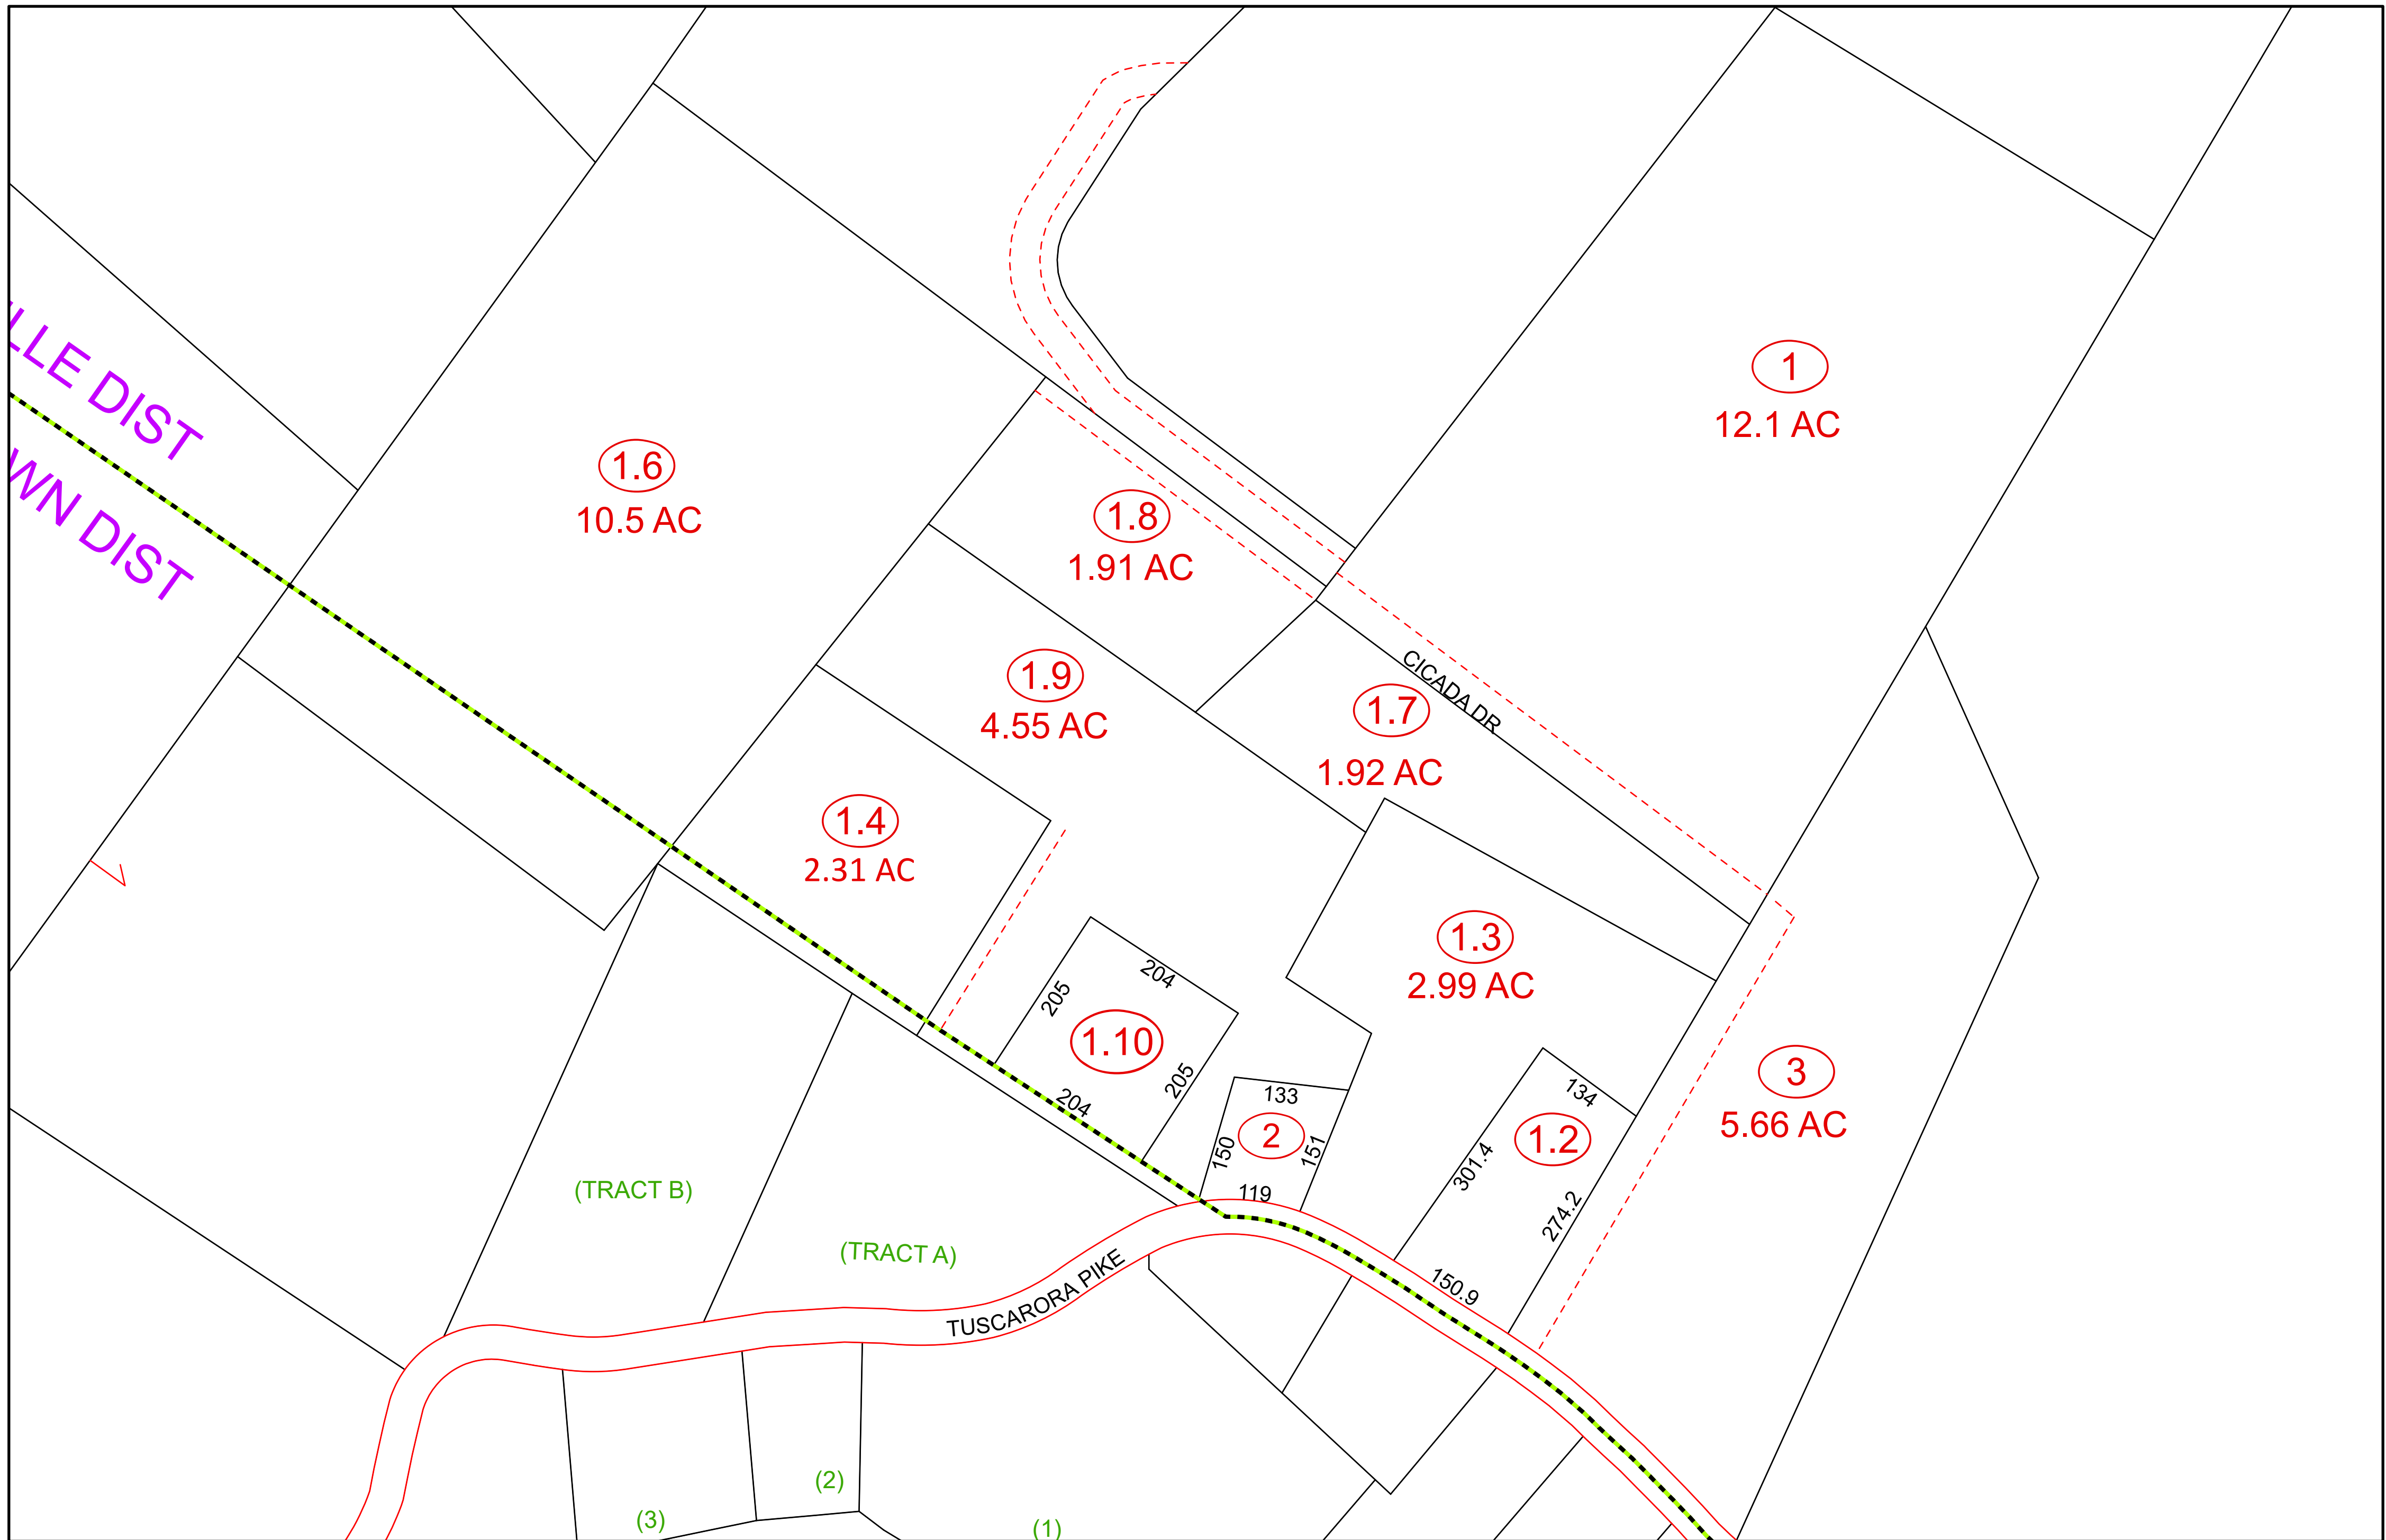 LLE DIST
WN DIST
1
12.1 AC
1.6
10.5 AC
1.8
1.91 AC
1.9
4.55 AC
CICADA DR
1.7
1.92 AC
1.4
2.31 AC
1.3
2.99 AC
204
205
1.10
205
204
133
2
150
151
119
134
1.2
301.4
274.2
150.9
3
5.66 AC
(TRACT B)
(TRACT A)
TUSCARORA PIKE
(2)
(3)
(1)